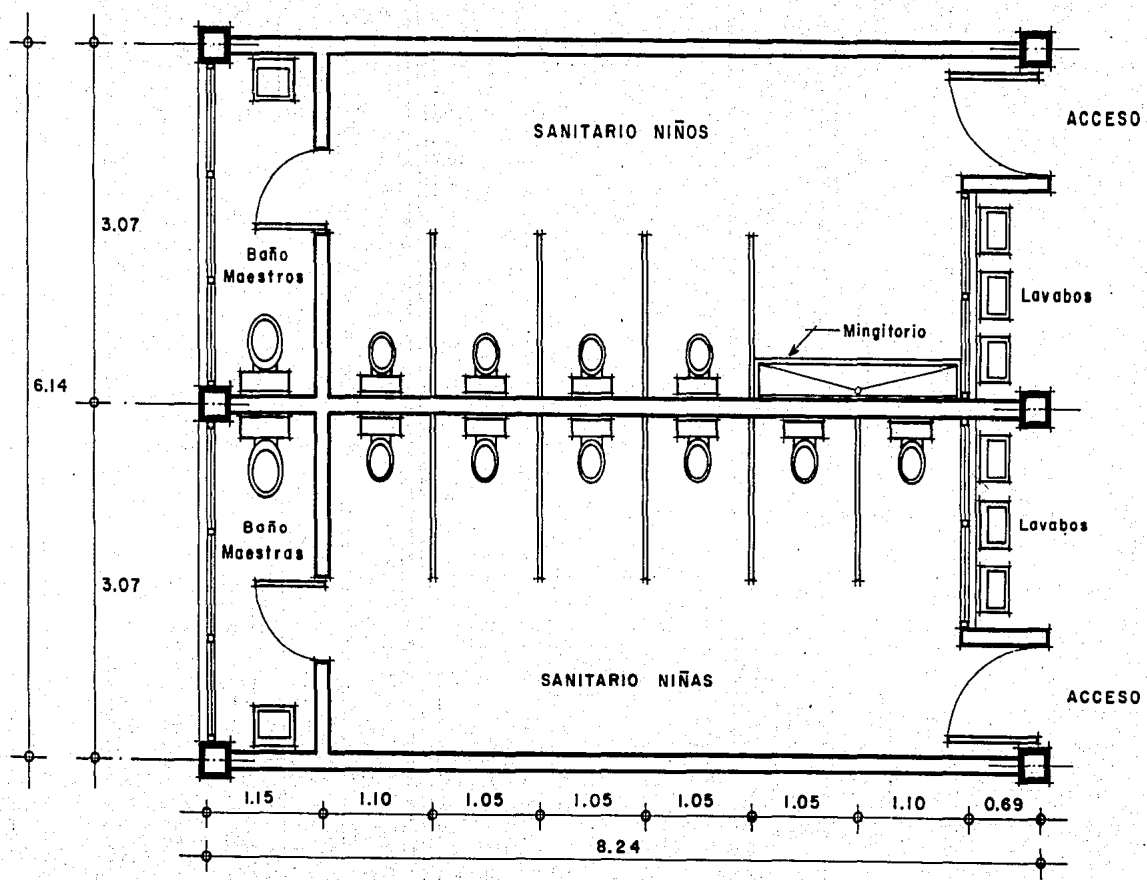 SANITARIO NIÑOS
ACCESO
3.07
Baño
Maestros
Lavabos
Mingitorio
6.14
Lavabos
Baño
Maestras
3.07
SANITARIO NIÑAS
ACCESO
1.15 1.10 1.05 1.05 1.05 1.05 1.10 0.69
8.24